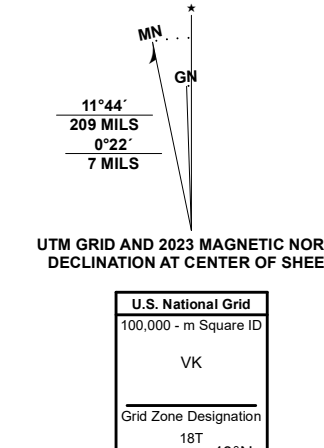 ★
MN
GN
11°44´
209 MILS
0°22´
7 MILS
UTM GRID AND 2023 MAGNETIC NOR
DECLINATION AT CENTER OF SHEE
U.S. National Grid
100,000 - m Square ID
VK
Grid Zone Designation
18T